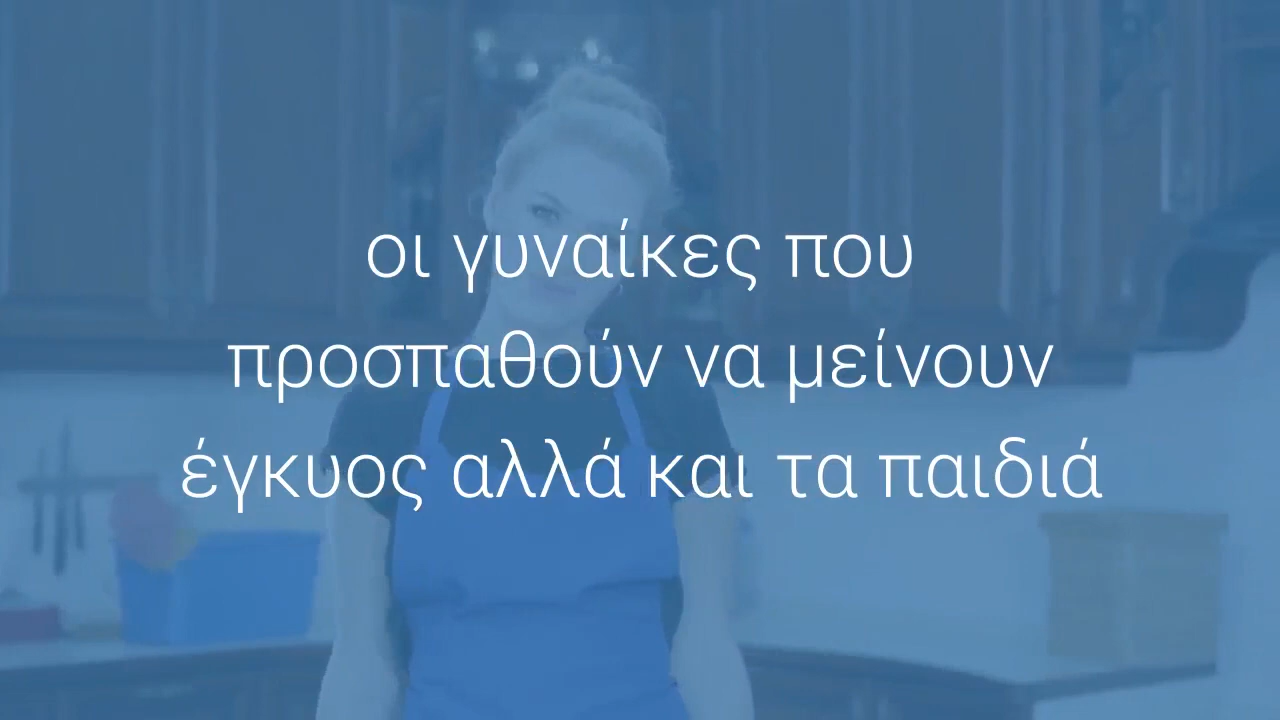 οι γυναίκες που
προσπαθούν να μείνουν
έγκυος αλλά και τα παιδιά